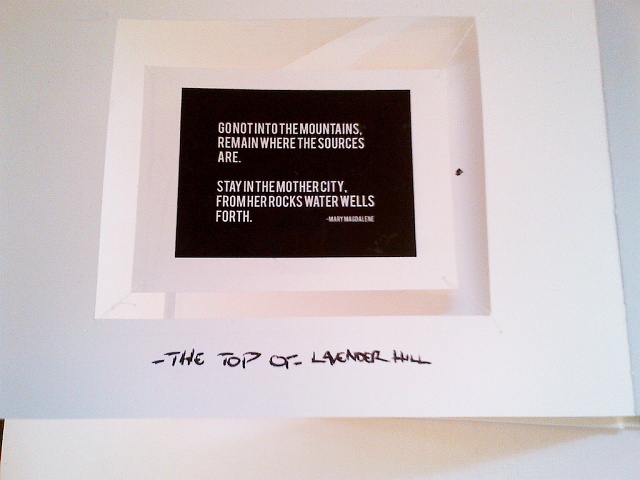 GO NOT INTO THE MOUNTAINS,
REMAIN WHERE THE SOURCES
ARE.
STAY IN THE MOTHER CITY,
FROM HER ROCKS WATER WELLS
FORTH.
-MARY MAGDALENE
-THE TOP OF LAVENDER HILL